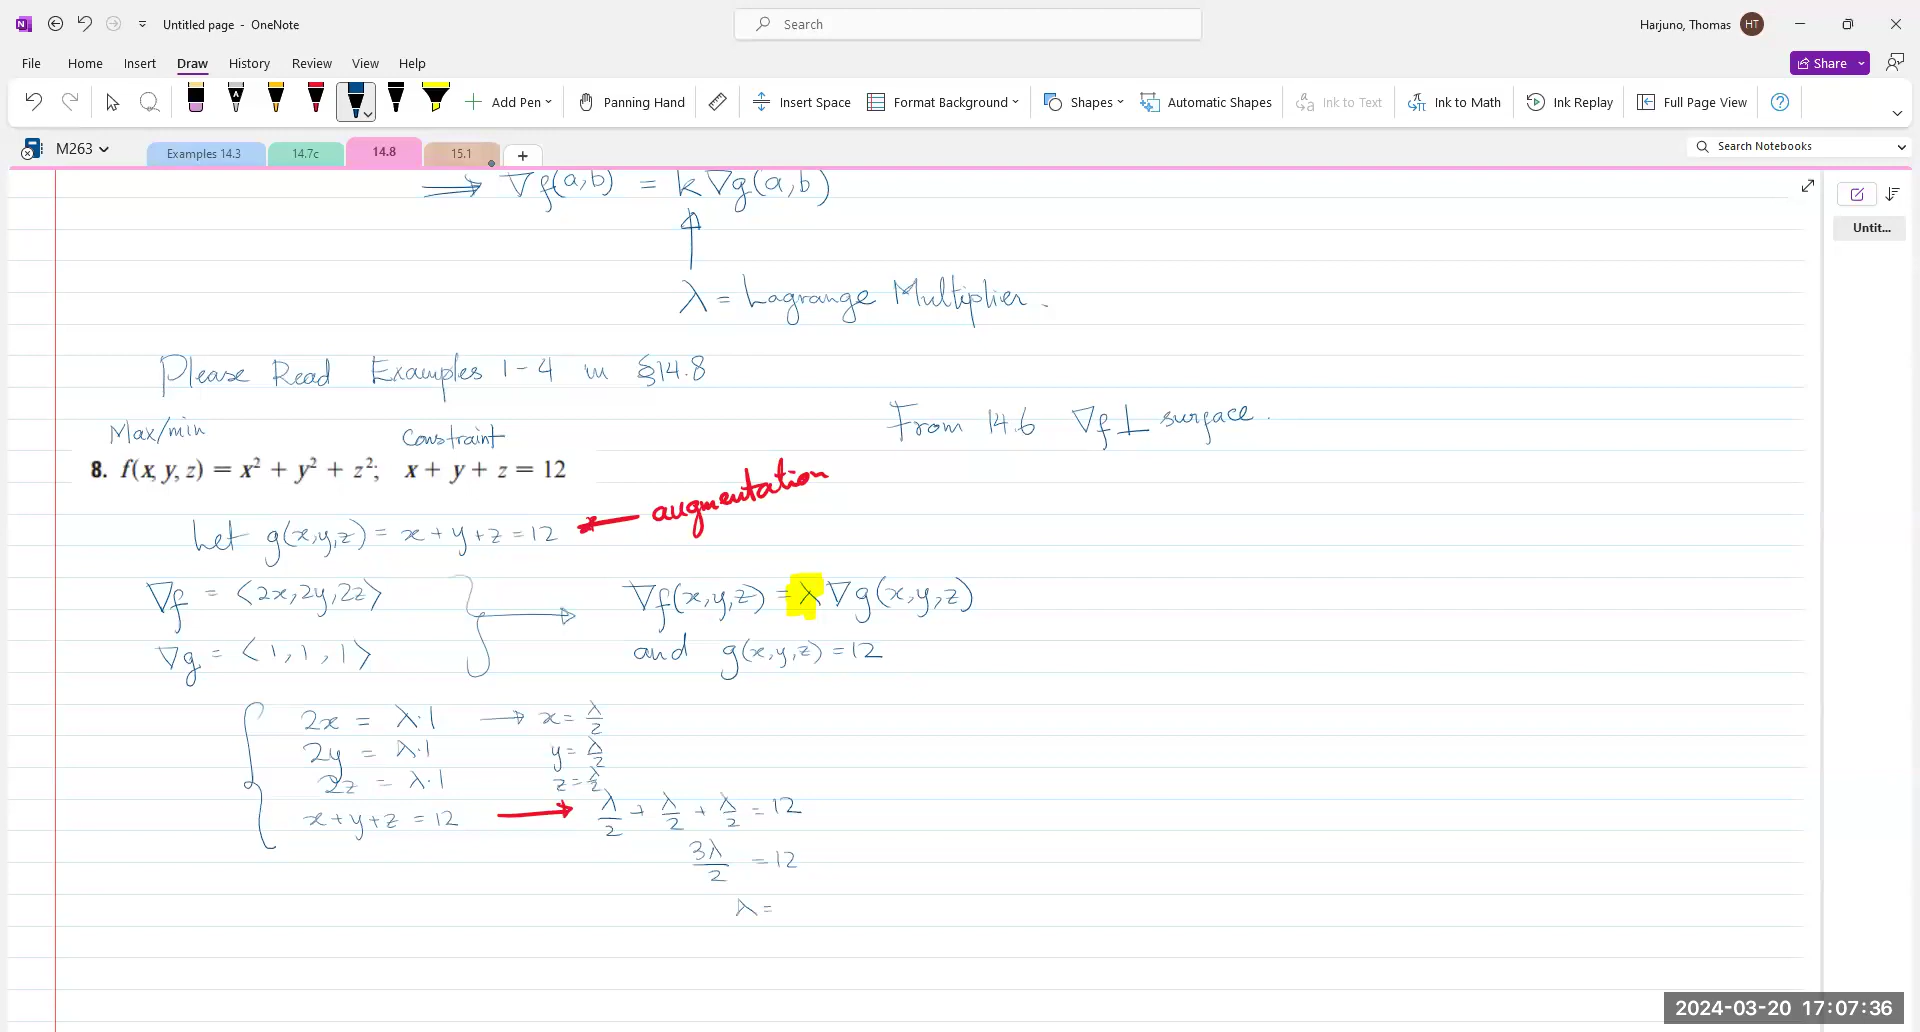 Untitled page - OneNote
Search
Harjuno, Thomas HT
File Home Insert Draw History Review View Help
Share
Add Pen Panning Hand Insert Space Format Background Shapes Automatic Shapes Ink to Text Ink to Math Ink Replay Full Page View
M263 Examples 14.3 14.7c 14.8 15.1 +
Search Notebooks
Untit...
⟹ ∇f(a,b) = k∇g(a,b)
↑
λ = Lagrange Multiplier.
Please Read Examples 1-4 in §14.8
From 14.6 ∇f ⊥ surface.
Max/min Constraint
8. f(x, y, z) = x² + y² + z²; x + y + z = 12
augmentation
Let g(x,y,z) = x+y+z = 12
∇f = <2x,2y,2z> ∇f(x,y,z) = λ∇g(x,y,z)
∇g = <1,1,1> and g(x,y,z) = 12
2x = λ·1 → x = λ/2
2y = λ·1 y = λ/2
2z = λ·1 z = λ/2
x+y+z = 12 → λ/2 + λ/2 + λ/2 = 12
3λ/2 = 12
λ =
2024-03-20 17:07:36